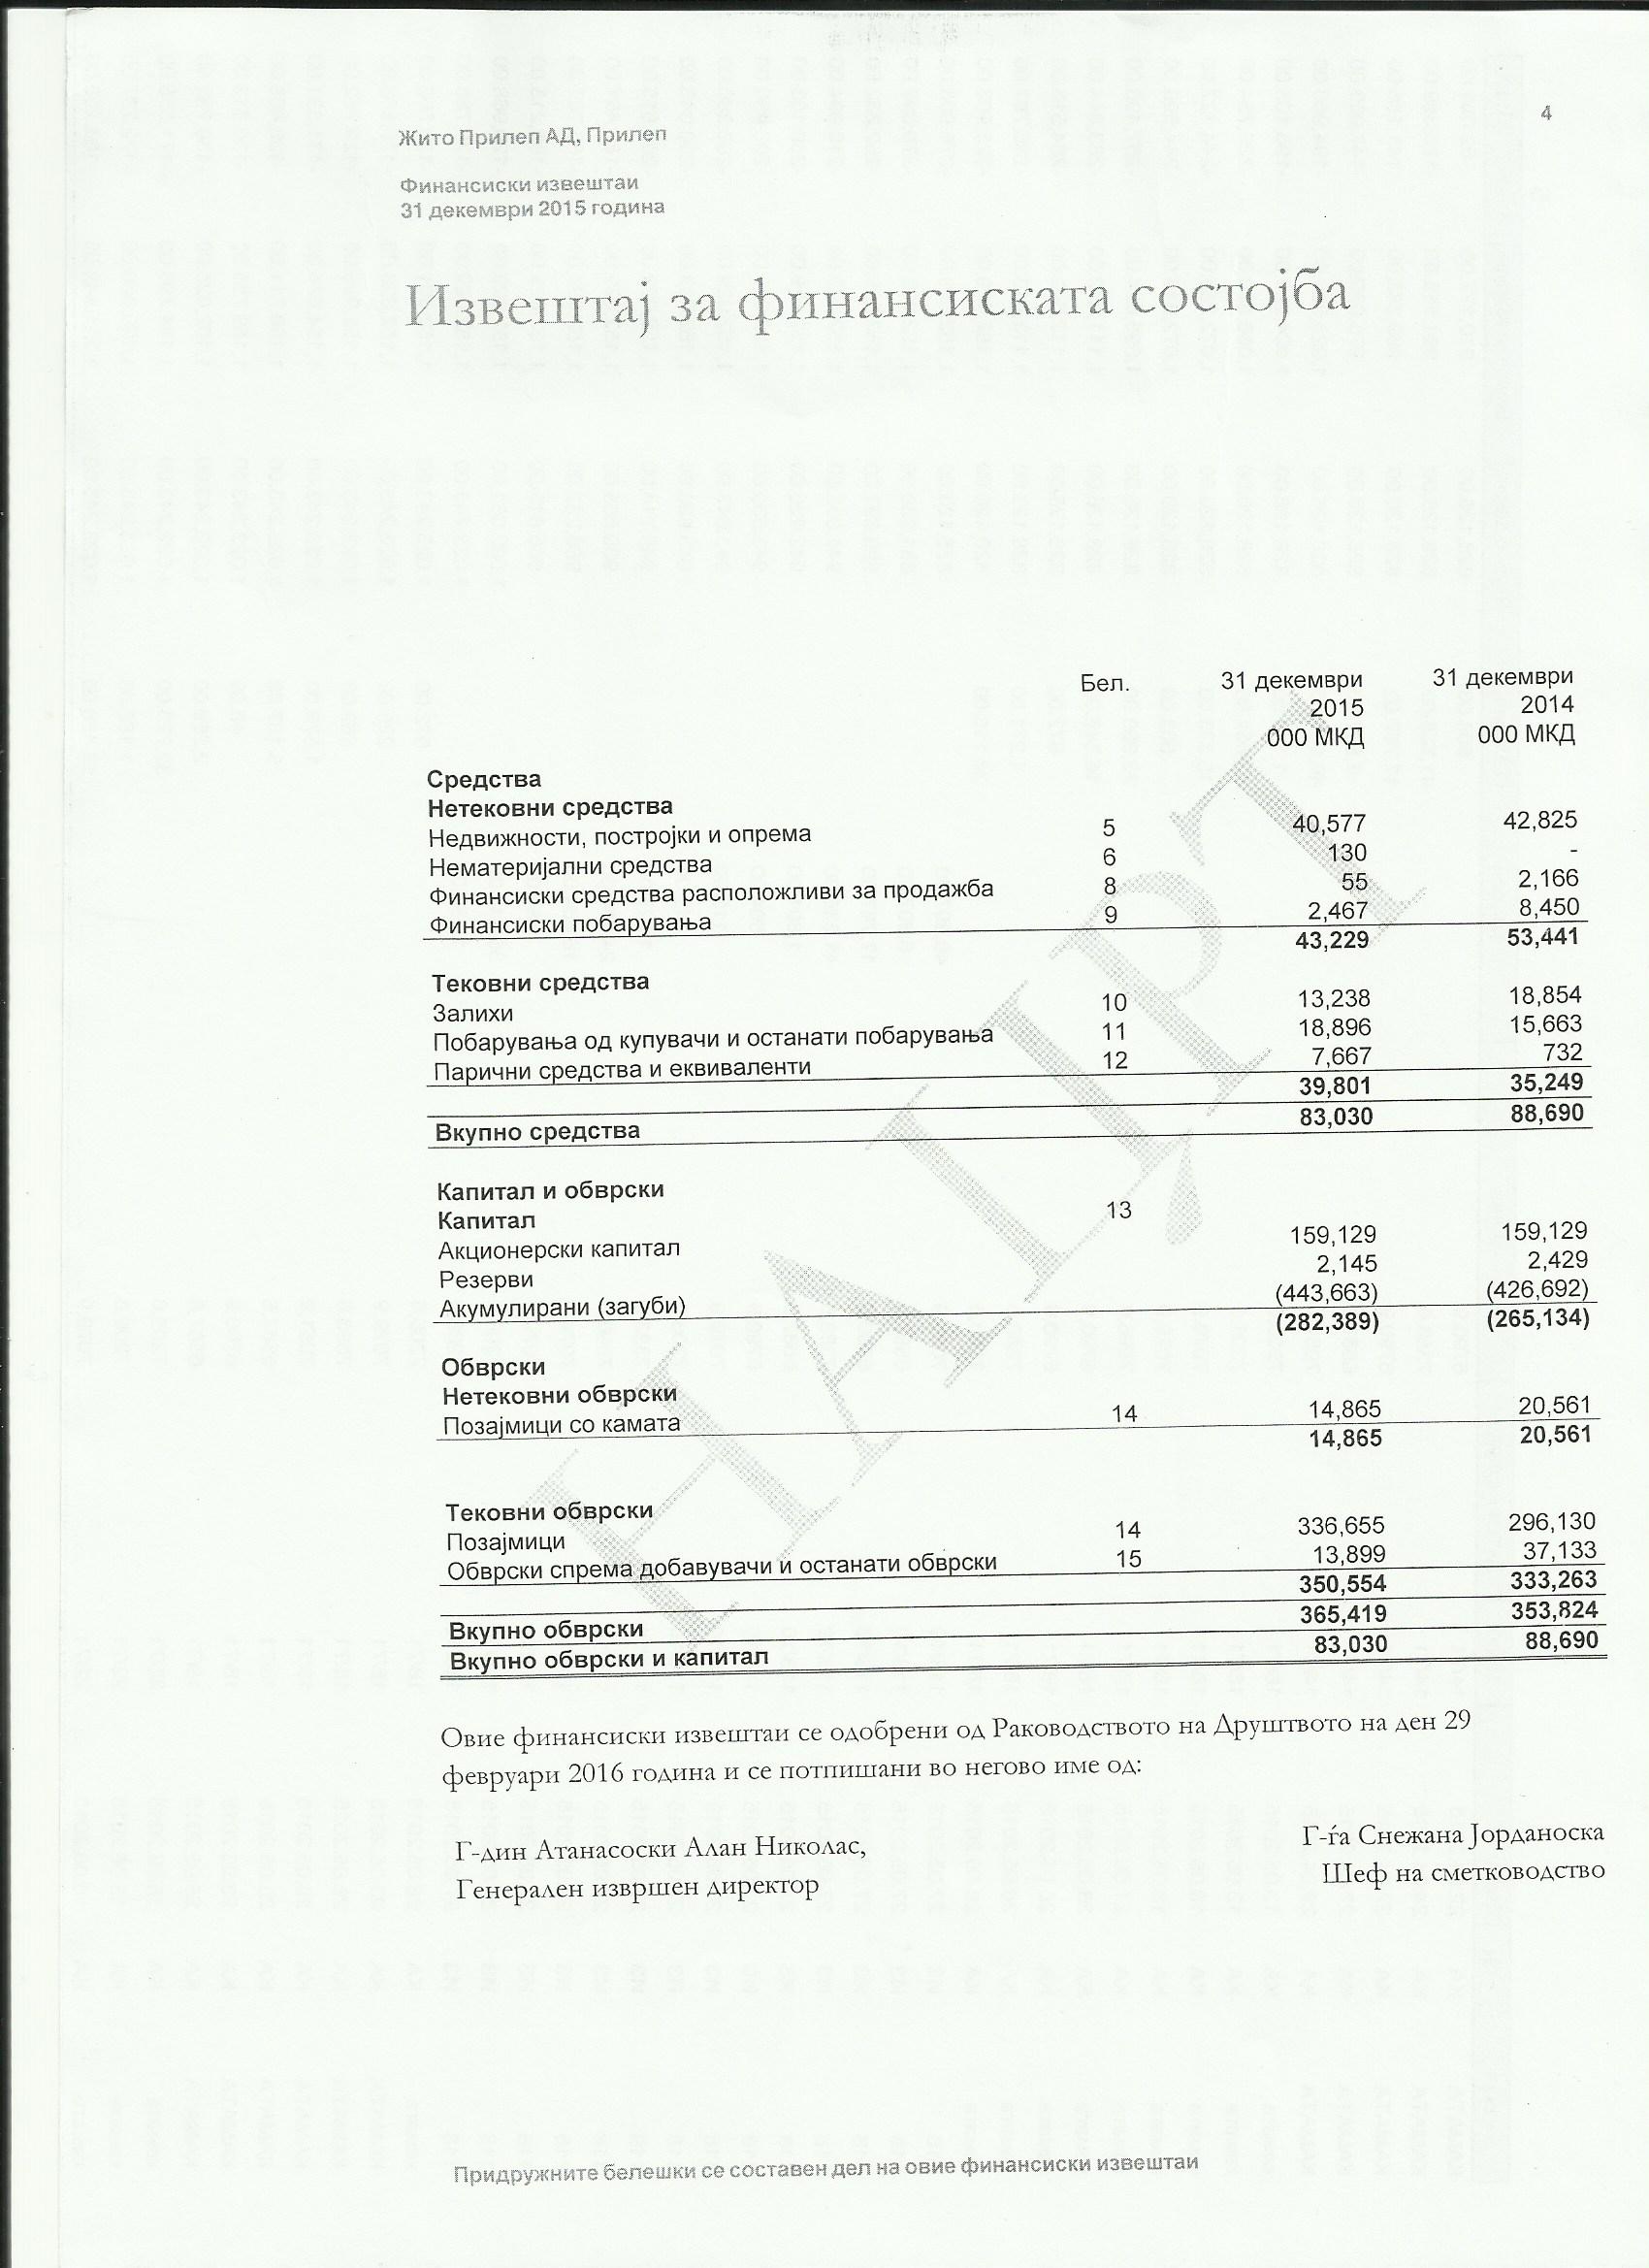 4
Жито Прилеп АД, Прилеп
Финансиски извештаи
31 декември 2015 година
Извештај за финансиската состојба
Бел. 31 декември 31 декември
2015 2014
000 МКД 000 МКД
Средства
Нетековни средства
Недвижности, постројки и опрема 5 40,577 42,825
Нематеријални средства 6 130 -
Финансиски средства расположливи за продажба 8 55 2,166
Финансиски побарувања 9 2,467 8,450
43,229 53,441
Тековни средства
Залихи 10 13,238 18,854
Побарувања од купувачи и останати побарувања 11 18,896 15,663
Парични средства и еквиваленти 12 7,667 732
39,801 35,249
Вкупно средства 83,030 88,690
Капитал и обврски
Капитал 13
Акционерски капитал 159,129 159,129
Резерви 2,145 2,429
Акумулирани (загуби) (443,663) (426,692)
(282,389) (265,134)
Обврски
Нетековни обврски
Позајмици со камата 14 14,865 20,561
14,865 20,561
Тековни обврски
Позајмици 14 336,655 296,130
Обврски спрема добавувачи и останати обврски 15 13,899 37,133
350,554 333,263
Вкупно обврски 365,419 353,824
Вкупно обврски и капитал 83,030 88,690
НАЦРТ
Овие финансиски извештаи се одобрени од Раководството на Друштвото на ден 29
февруари 2016 година и се потпишани во негово име од:
Г-дин Атанасоски Алан Николас, Г-ѓа Снежана Јорданоска
Генерален извршен директор Шеф на сметководство
Придружните белешки се составен дел на овие финансиски извештаи